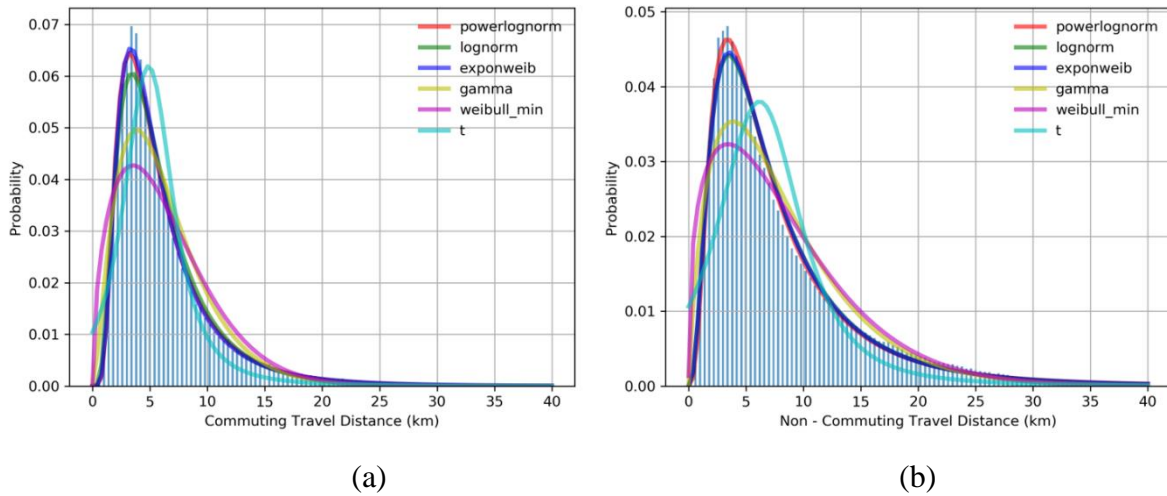 0.07
0.06
0.05
0.04
0.03
0.02
0.01
0.00
Probability
powerlognorm
lognorm
exponweib
gamma
weibull_min
t
0 5 10 15 20 25 30 35 40
Commuting Travel Distance (km)
(a)
0.05
0.04
0.03
0.02
0.01
0.00
Probability
powerlognorm
lognorm
exponweib
gamma
weibull_min
t
0 5 10 15 20 25 30 35 40
Non - Commuting Travel Distance (km)
(b)